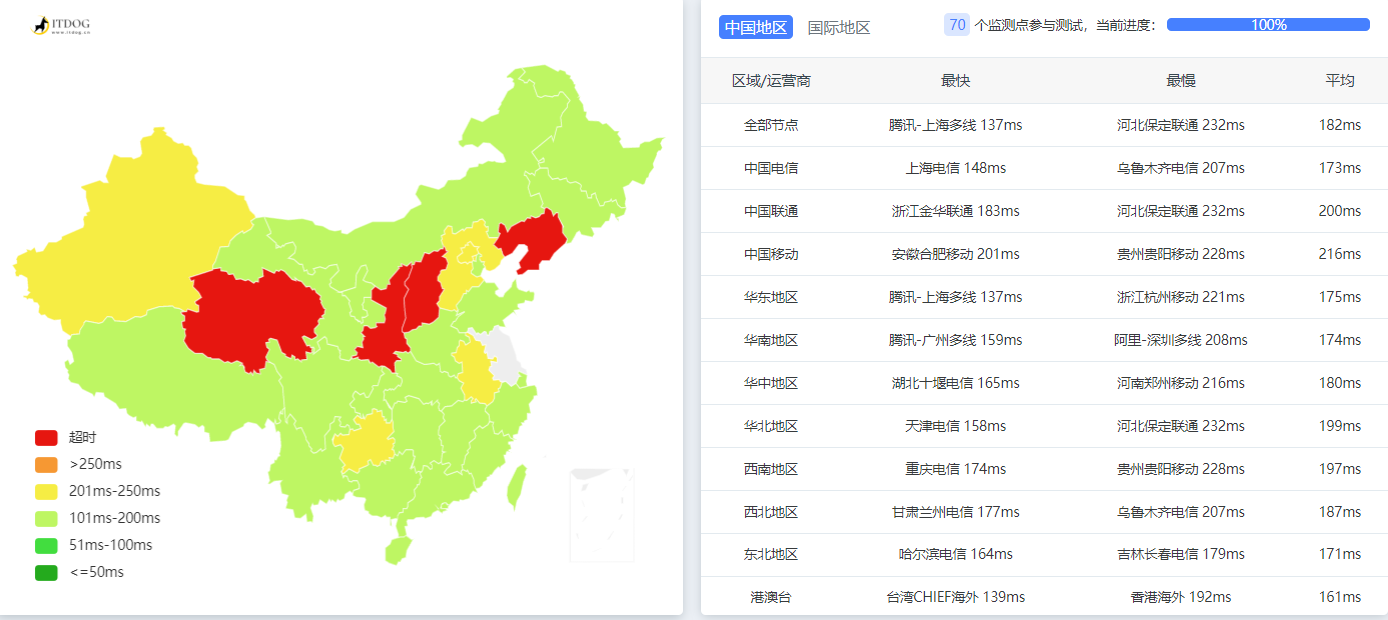 ITDOG
www.itdog.cn
超时
>250ms
201ms-250ms
101ms-200ms
51ms-100ms
<=50ms
中国地区 国际地区 70 个监测点参与测试，当前进度： 100%
区域/运营商 最快 最慢 平均
全部节点 腾讯-上海多线 137ms 河北保定联通 232ms 182ms
中国电信 上海电信 148ms 乌鲁木齐电信 207ms 173ms
中国联通 浙江金华联通 183ms 河北保定联通 232ms 200ms
中国移动 安徽合肥移动 201ms 贵州贵阳移动 228ms 216ms
华东地区 腾讯-上海多线 137ms 浙江杭州移动 221ms 175ms
华南地区 腾讯-广州多线 159ms 阿里-深圳多线 208ms 174ms
华中地区 湖北十堰电信 165ms 河南郑州移动 216ms 180ms
华北地区 天津电信 158ms 河北保定联通 232ms 199ms
西南地区 重庆电信 174ms 贵州贵阳移动 228ms 197ms
西北地区 甘肃兰州电信 177ms 乌鲁木齐电信 207ms 187ms
东北地区 哈尔滨电信 164ms 吉林长春电信 179ms 171ms
港澳台 台湾CHIEF海外 139ms 香港海外 192ms 161ms